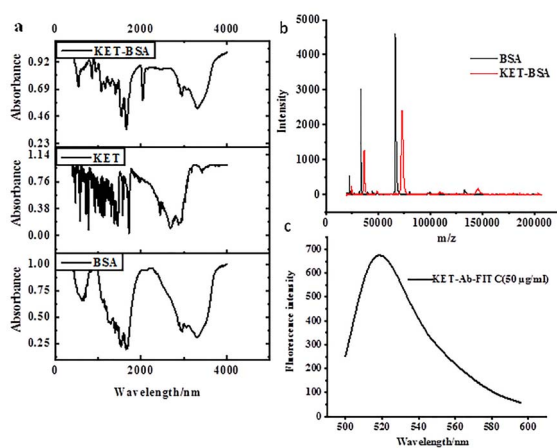 a
0 2000 4000
KET-BSA
0.92
0.69
0.46
0.23
Absorbance
KET
1.14
0.76
0.38
0.00
Absorbance
BSA
1.00
0.75
0.50
0.25
Absorbance
0 2000 4000
Wavelength/nm
b
BSA
KET-BSA
5000
4000
3000
2000
1000
0
Intensity
50000 100000 150000 200000
m/z
c
KET-Ab-FITC(50 µg/ml)
700
600
500
400
300
200
100
0
Fluorescence intensity
500 520 540 560 580 600
Wavelength/nm